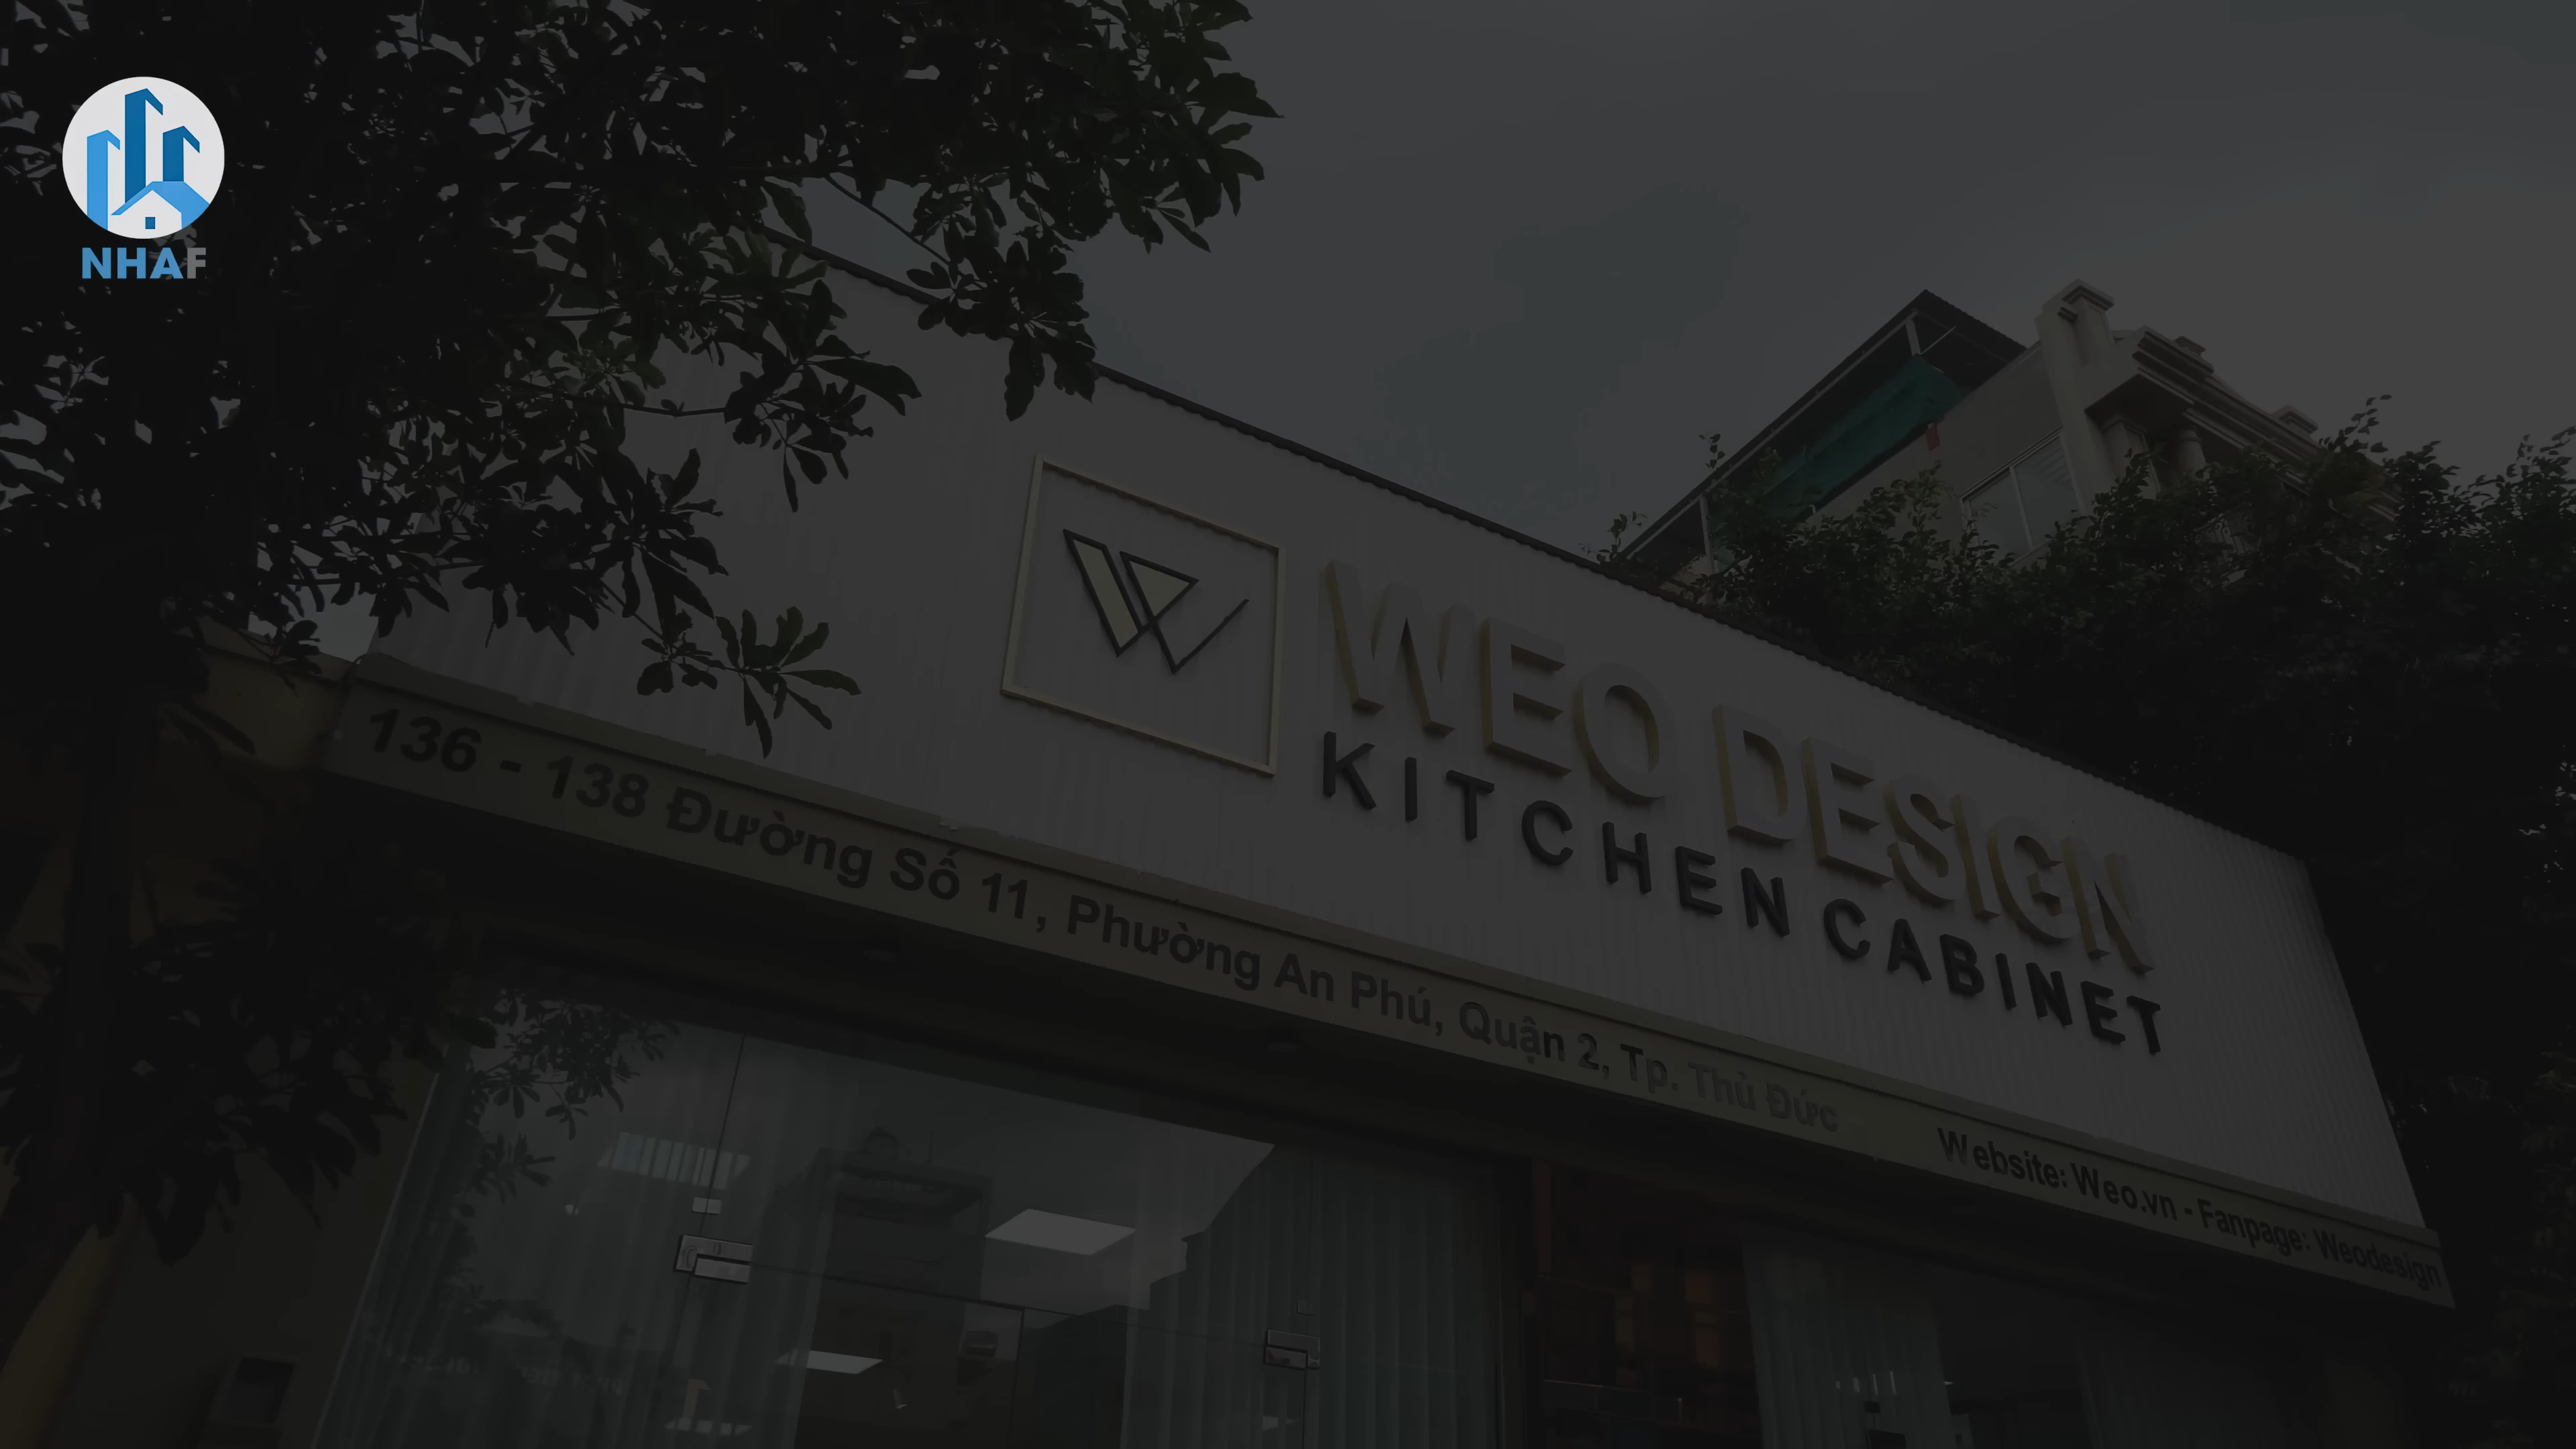 NHAF
WEO DESIGN
KITCHEN CABINET
136 - 138 Đường Số 11, Phường An Phú, Quận 2, Tp. Thủ Đức
Website: Weo.vn - Fanpage: Weodesign